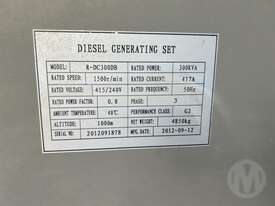 DIESEL GENERATING SET
MODEL: R-DC300DB RATED POWER: 300KVA
RATED SPEED: 1500r/min RATED CURRENT: 417A
RATED VOLTAGE: 415/240V FREQUENCY: 50Hz
RATED POWER FACTOR: 0.8 PHASE: 3
AMBIENT TEMPERATURE: 40℃ PERFORMANCE CLASS: G2
ALTITUDE: 1000m NET WEIGHT: 4850kg
SERIAL NO: 2012091878 MFG.DATE: 2012-09-12